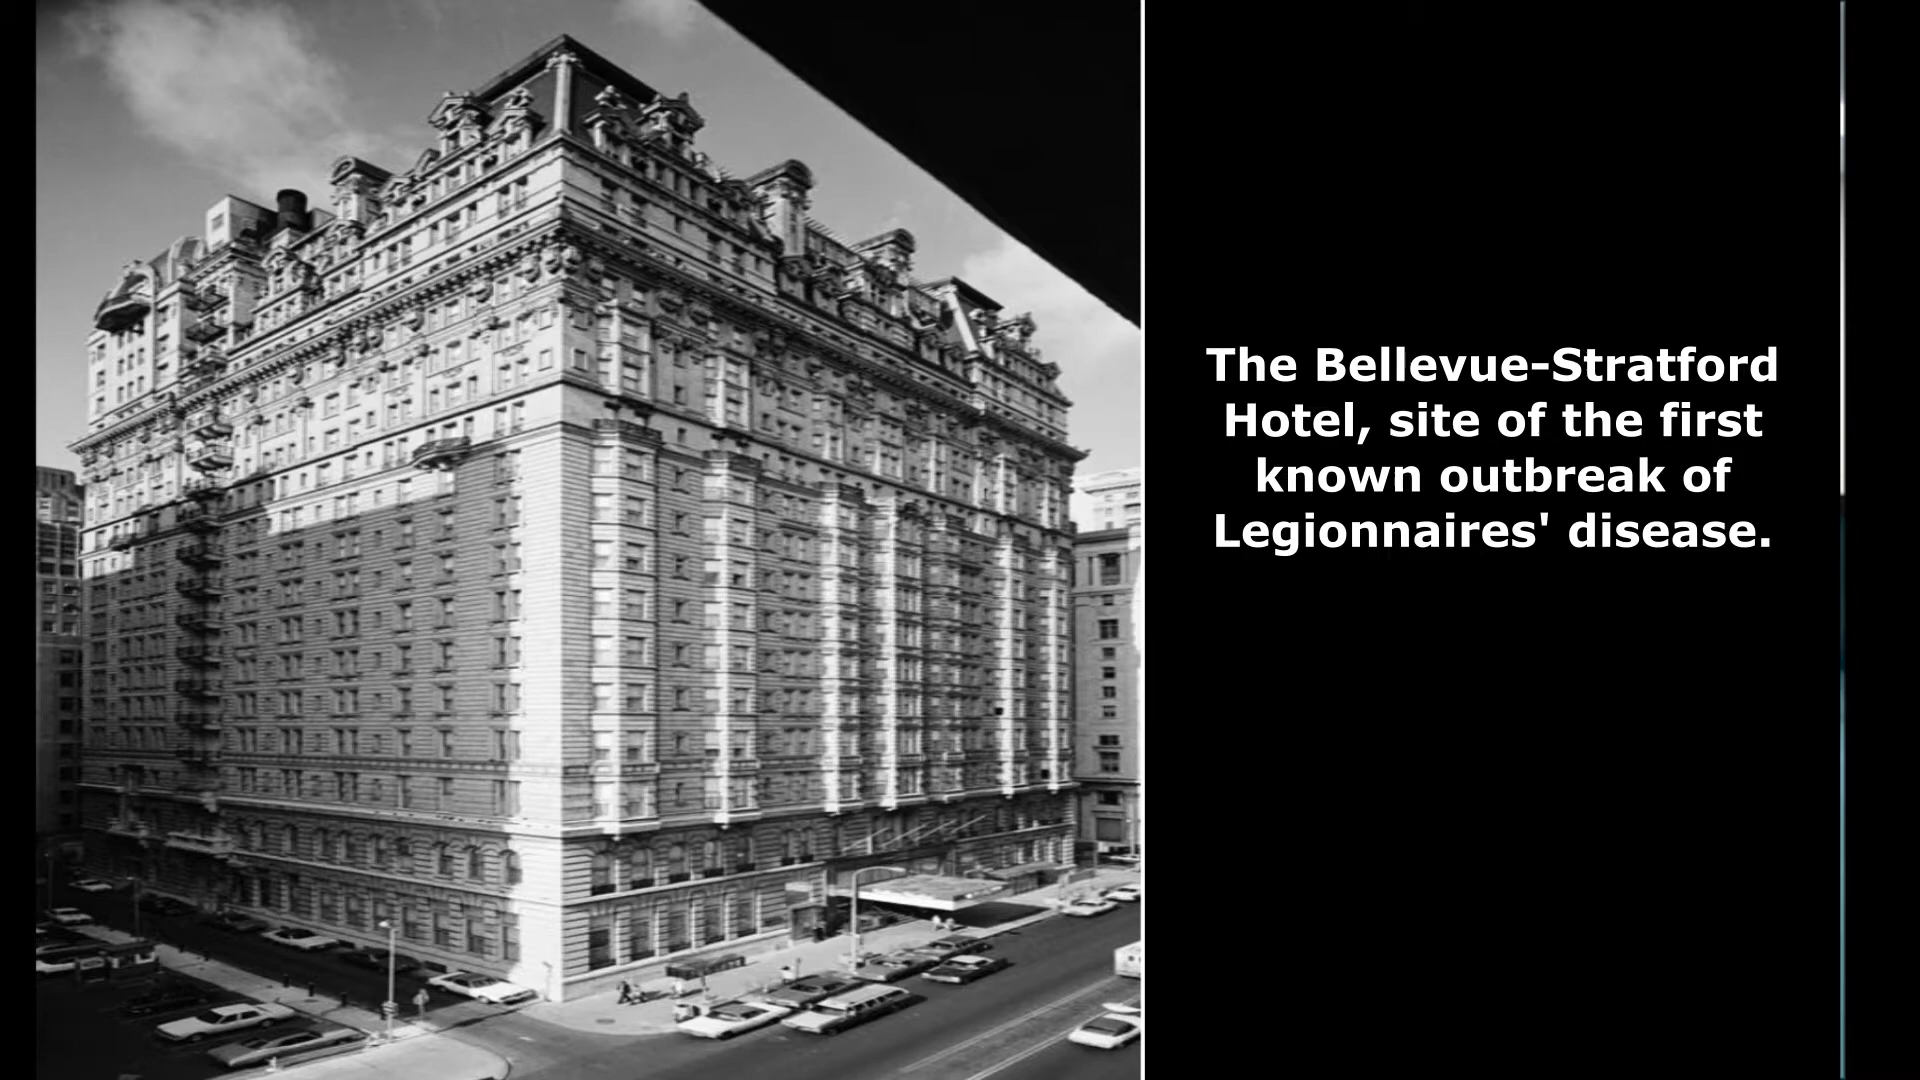 The Bellevue-Stratford
Hotel, site of the first
known outbreak of
Legionnaires' disease.